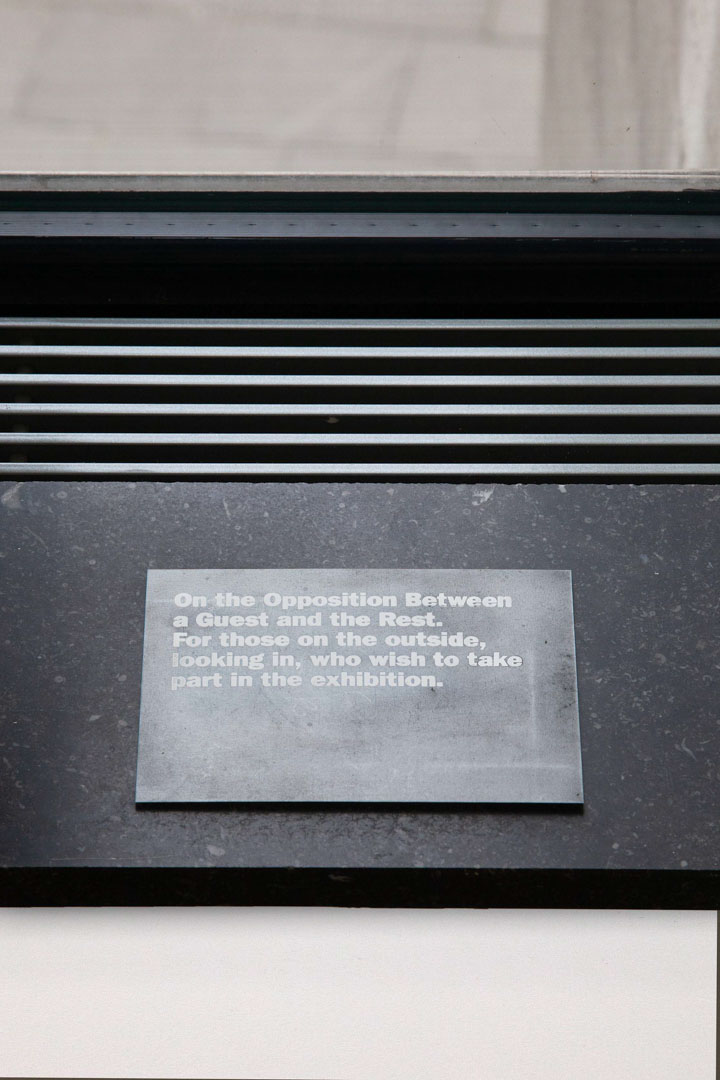 On the Opposition Between
a Guest and the Rest.
For those on the outside,
looking in, who wish to take
part in the exhibition.